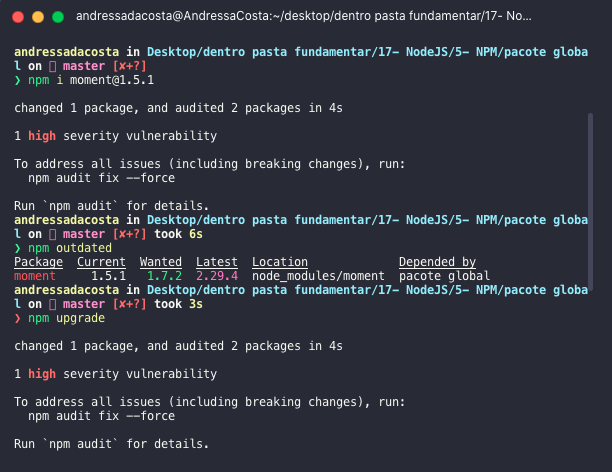 andressadacosta@AndressaCosta:~/desktop/dentro pasta fundamentar/17- No...
andressadacosta in Desktop/dentro pasta fundamentar/17- NodeJS/5- NPM/pacote globa
l on master [✘+?]
❯ npm i moment@1.5.1
changed 1 package, and audited 2 packages in 4s
1 high severity vulnerability
To address all issues (including breaking changes), run:
npm audit fix --force
Run `npm audit` for details.
andressadacosta in Desktop/dentro pasta fundamentar/17- NodeJS/5- NPM/pacote globa
l on master [✘+?] took 6s
❯ npm outdated
Package Current Wanted Latest Location Depended by
moment 1.5.1 1.7.2 2.29.4 node_modules/moment pacote global
andressadacosta in Desktop/dentro pasta fundamentar/17- NodeJS/5- NPM/pacote globa
l on master [✘+?] took 3s
❯ npm upgrade
changed 1 package, and audited 2 packages in 4s
1 high severity vulnerability
To address all issues (including breaking changes), run:
npm audit fix --force
Run `npm audit` for details.